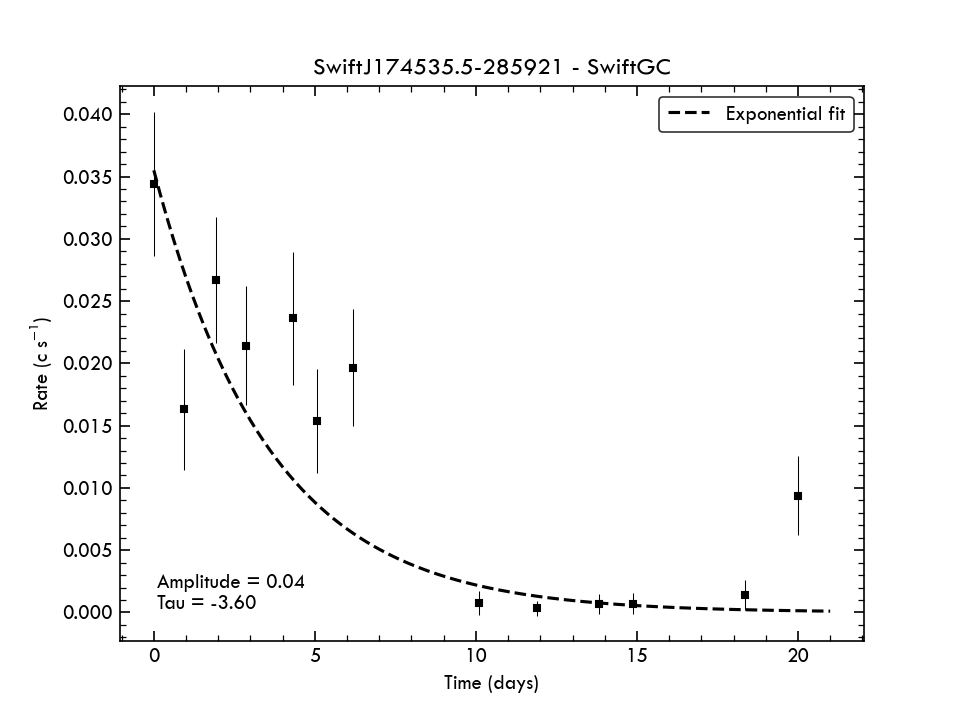 SwiftJ174535.5-285921 - SwiftGC
Exponential fit
0.040
0.035
0.030
0.025
0.020
0.015
0.010
0.005
0.000
Rate (c s⁻¹)
Amplitude = 0.04
Tau = -3.60
0 5 10 15 20
Time (days)